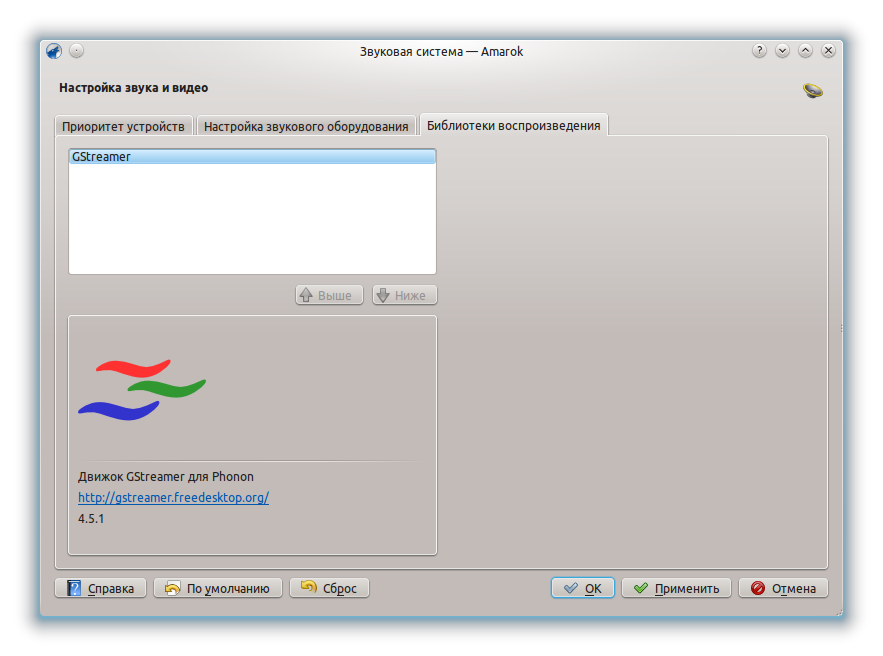 Звуковая система — Amarok
Настройка звука и видео
Приоритет устройств
Настройка звукового оборудования
Библиотеки воспроизведения
GStreamer
Выше
Ниже
Движок GStreamer для Phonon
http://gstreamer.freedesktop.org/
4.5.1
Справка
По умолчанию
Сброс
OK
Применить
Отмена